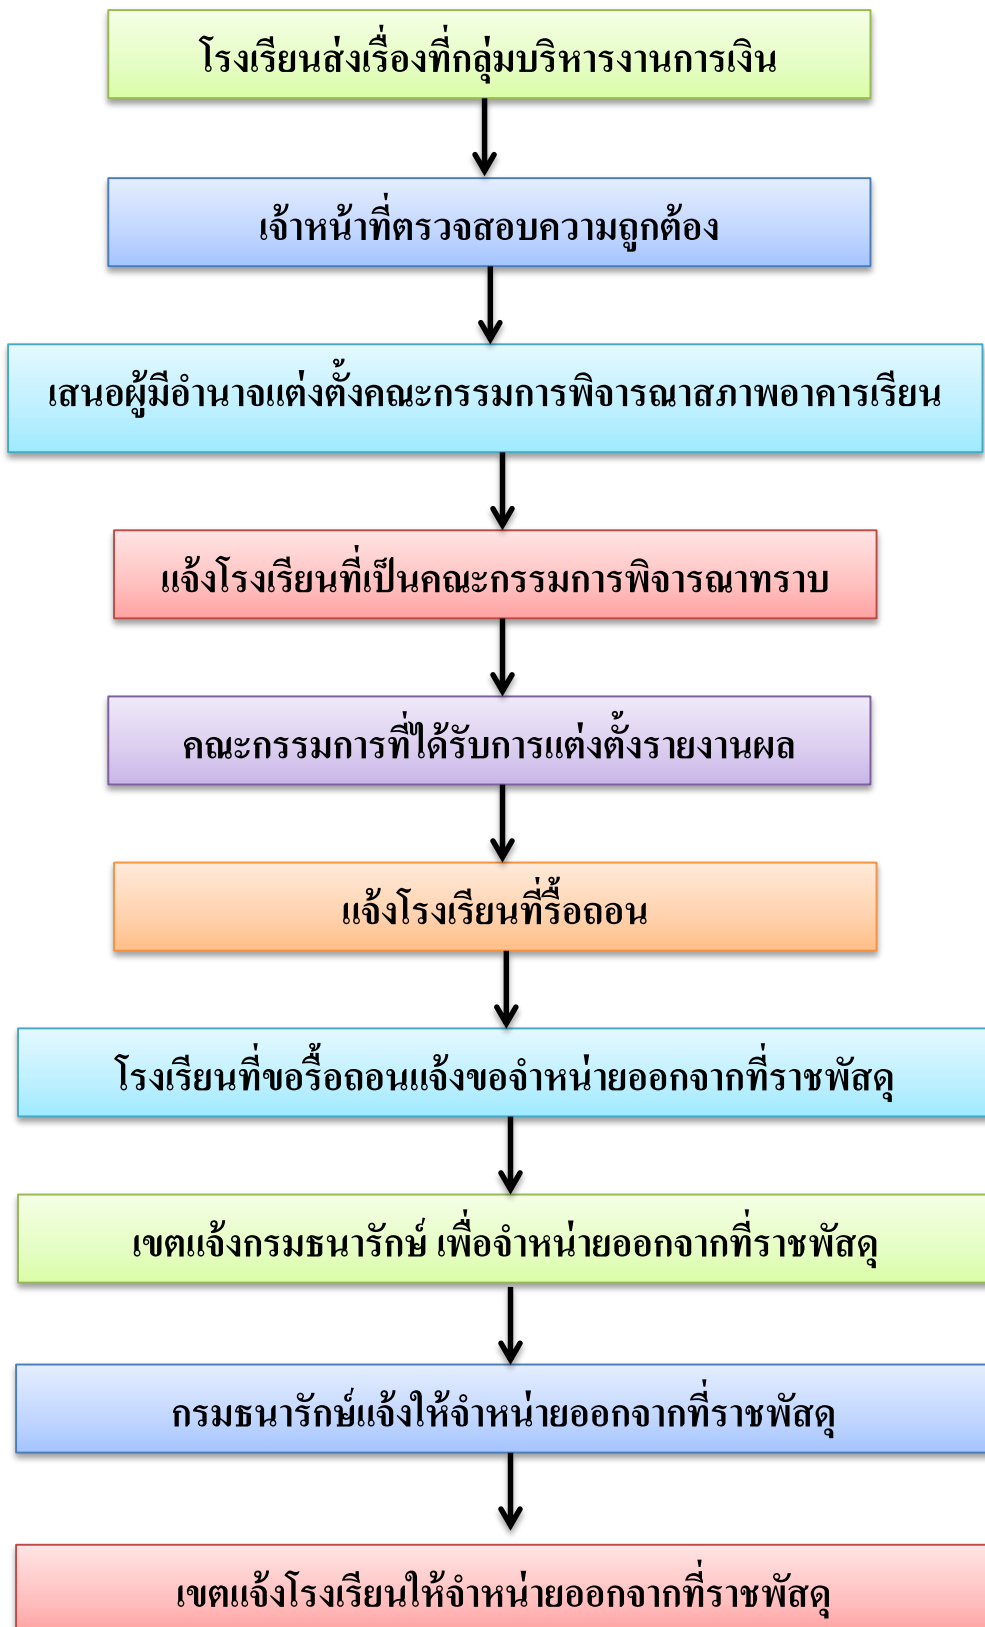 โรงเรียนส่งเรื่องที่กลุ่มบริหารงานการเงิน
เจ้าหน้าที่ตรวจสอบความถูกต้อง
เสนอผู้มีอำนาจแต่งตั้งคณะกรรมการพิจารณาสภาพอาคารเรียน
แจ้งโรงเรียนที่เป็นคณะกรรมการพิจารณาทราบ
คณะกรรมการที่ได้รับการแต่งตั้งรายงานผล
แจ้งโรงเรียนที่รื้อถอน
โรงเรียนที่ขอรื้อถอนแจ้งขอจำหน่ายออกจากที่ราชพัสดุ
เขตแจ้งกรมธนารักษ์ เพื่อจำหน่ายออกจากที่ราชพัสดุ
กรมธนารักษ์แจ้งให้จำหน่ายออกจากที่ราชพัสดุ
เขตแจ้งโรงเรียนให้จำหน่ายออกจากที่ราชพัสดุ